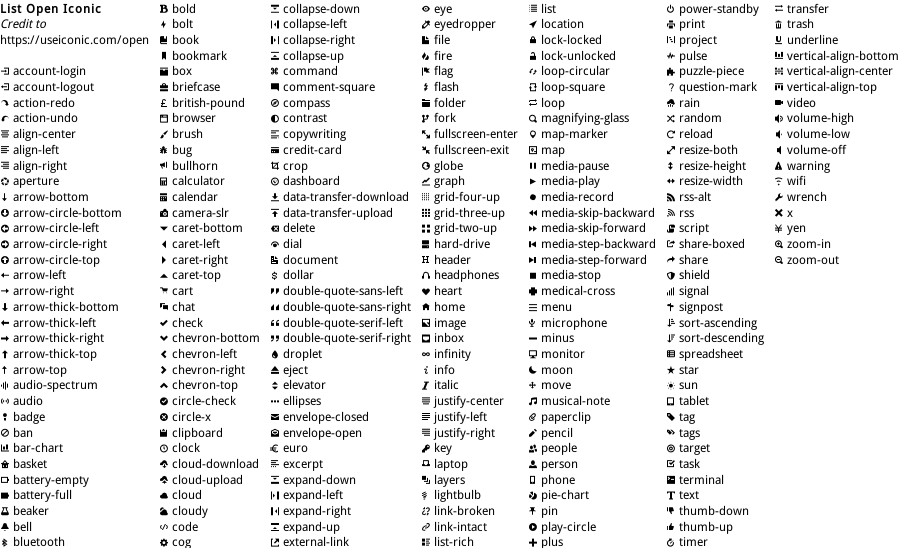 List Open Iconic
Credit to
https://useiconic.com/open
account-login
account-logout
action-redo
action-undo
align-center
align-left
align-right
aperture
arrow-bottom
arrow-circle-bottom
arrow-circle-left
arrow-circle-right
arrow-circle-top
arrow-left
arrow-right
arrow-thick-bottom
arrow-thick-left
arrow-thick-right
arrow-thick-top
arrow-top
audio-spectrum
audio
badge
ban
bar-chart
basket
battery-empty
battery-full
beaker
bell
bluetooth
bold
bolt
book
bookmark
box
briefcase
british-pound
browser
brush
bug
bullhorn
calculator
calendar
camera-slr
caret-bottom
caret-left
caret-right
caret-top
cart
chat
check
chevron-bottom
chevron-left
chevron-right
chevron-top
circle-check
circle-x
clipboard
clock
cloud-download
cloud-upload
cloud
cloudy
code
cog
collapse-down
collapse-left
collapse-right
collapse-up
command
comment-square
compass
contrast
copywriting
credit-card
crop
dashboard
data-transfer-download
data-transfer-upload
delete
dial
document
dollar
double-quote-sans-left
double-quote-sans-right
double-quote-serif-left
double-quote-serif-right
droplet
eject
elevator
ellipses
envelope-closed
envelope-open
euro
excerpt
expand-down
expand-left
expand-right
expand-up
external-link
eye
eyedropper
file
fire
flag
flash
folder
fork
fullscreen-enter
fullscreen-exit
globe
graph
grid-four-up
grid-three-up
grid-two-up
hard-drive
header
headphones
heart
home
image
inbox
infinity
info
italic
justify-center
justify-left
justify-right
key
laptop
layers
lightbulb
link-broken
link-intact
list-rich
list
location
lock-locked
lock-unlocked
loop-circular
loop-square
loop
magnifying-glass
map-marker
map
media-pause
media-play
media-record
media-skip-backward
media-skip-forward
media-step-backward
media-step-forward
media-stop
medical-cross
menu
microphone
minus
monitor
moon
move
musical-note
paperclip
pencil
people
person
phone
pie-chart
pin
play-circle
plus
power-standby
print
project
pulse
puzzle-piece
question-mark
rain
random
reload
resize-both
resize-height
resize-width
rss-alt
rss
script
share-boxed
share
shield
signal
signpost
sort-ascending
sort-descending
spreadsheet
star
sun
tablet
tag
tags
target
task
terminal
text
thumb-down
thumb-up
timer
transfer
trash
underline
vertical-align-bottom
vertical-align-center
vertical-align-top
video
volume-high
volume-low
volume-off
warning
wifi
wrench
x
yen
zoom-in
zoom-out